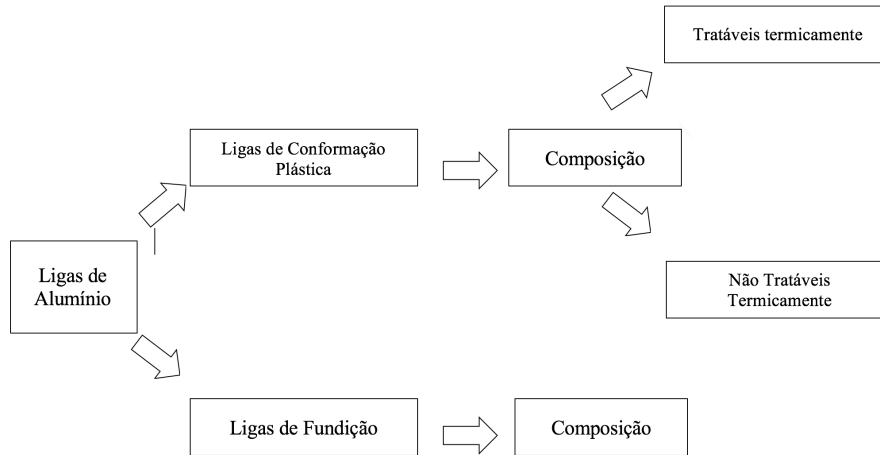 Tratáveis termicamente
Ligas de Conformação
Plástica
Composição
Ligas de
Alumínio
Não Tratáveis
Termicamente
Ligas de Fundição
Composição